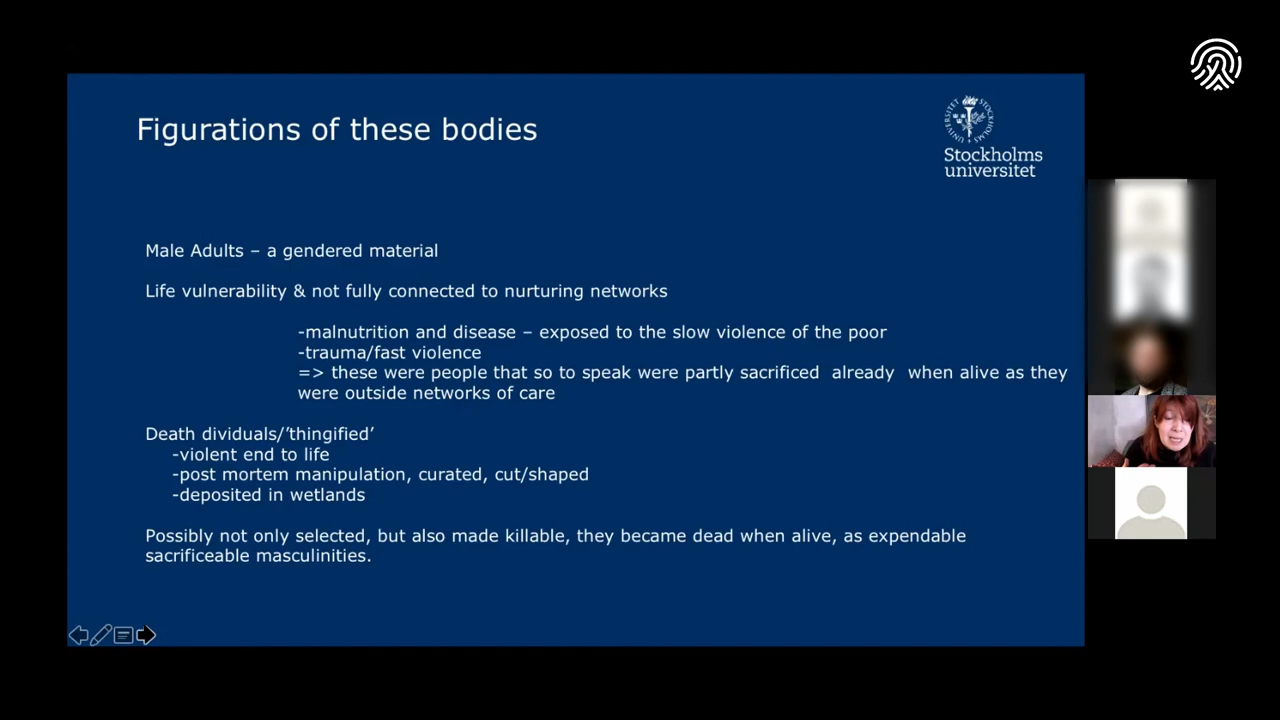 Figurations of these bodies
UNIVERSITET STOCKHOLMS
Stockholms
universitet
Male Adults – a gendered material
Life vulnerability & not fully connected to nurturing networks
-malnutrition and disease – exposed to the slow violence of the poor
-trauma/fast violence
=> these were people that so to speak were partly sacrificed already when alive as they
were outside networks of care
Death dividuals/’thingified’
-violent end to life
-post mortem manipulation, curated, cut/shaped
-deposited in wetlands
Possibly not only selected, but also made killable, they became dead when alive, as expendable
sacrificeable masculinities.